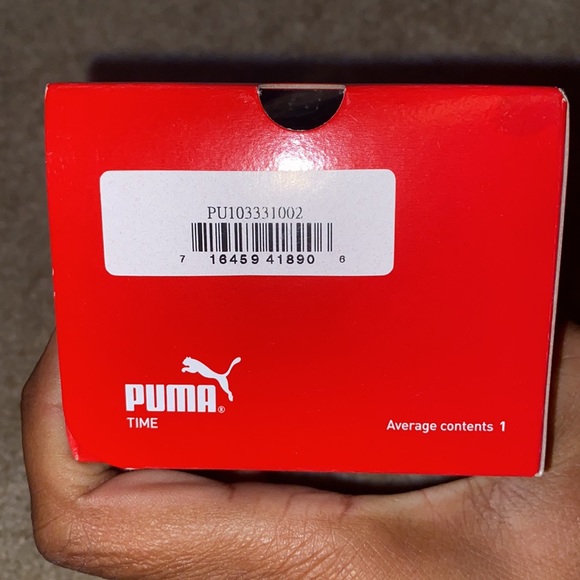 PU103331002
7 16459 41890 6
PUMA®
TIME
Average contents 1